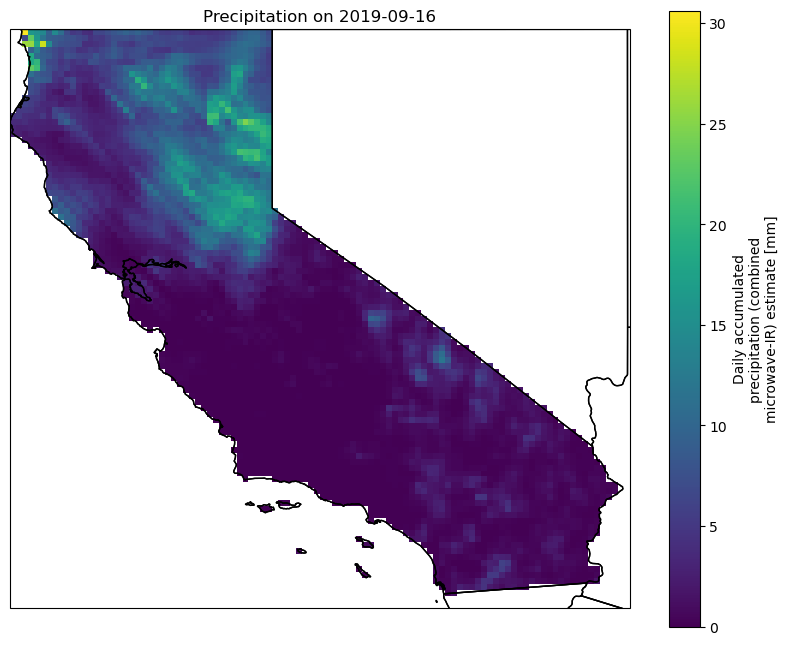 Precipitation on 2019-09-16
30
25
20
15
10
5
0
Daily accumulated
precipitation (combined
microwave-IR) estimate [mm]